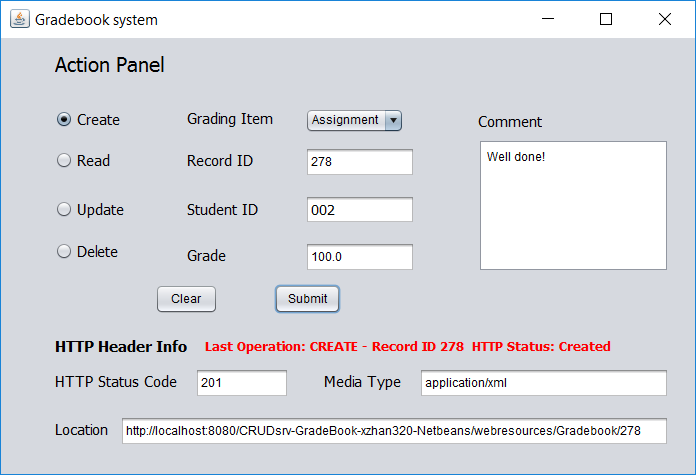 Gradebook system
Action Panel
Create
Grading Item
Assignment
Comment
Read
Record ID
278
Well done!
Update
Student ID
002
Delete
Grade
100.0
Clear
Submit
HTTP Header Info Last Operation: CREATE - Record ID 278 HTTP Status: Created
HTTP Status Code 201 Media Type application/xml
Location http://localhost:8080/CRUDsrv-GradeBook-xzhan320-Netbeans/webresources/Gradebook/278